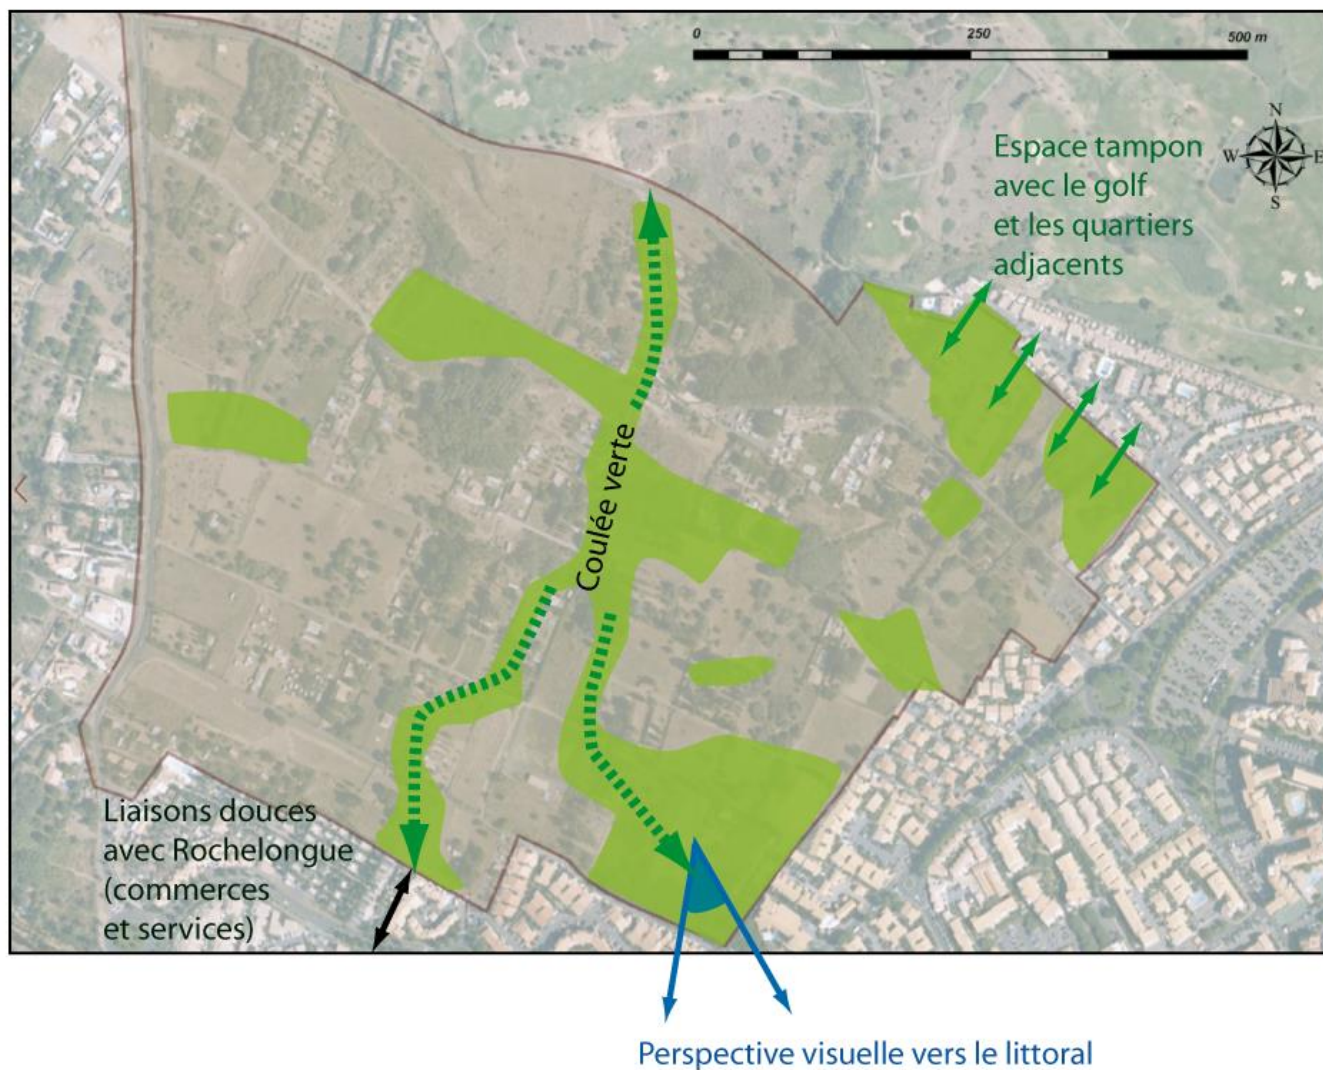 0 250 500 m
N
W E
S
Espace tampon
avec le golf
et les quartiers
adjacents
Coulée verte
Liaisons douces
avec Rochelongue
(commerces
et services)
Perspective visuelle vers le littoral